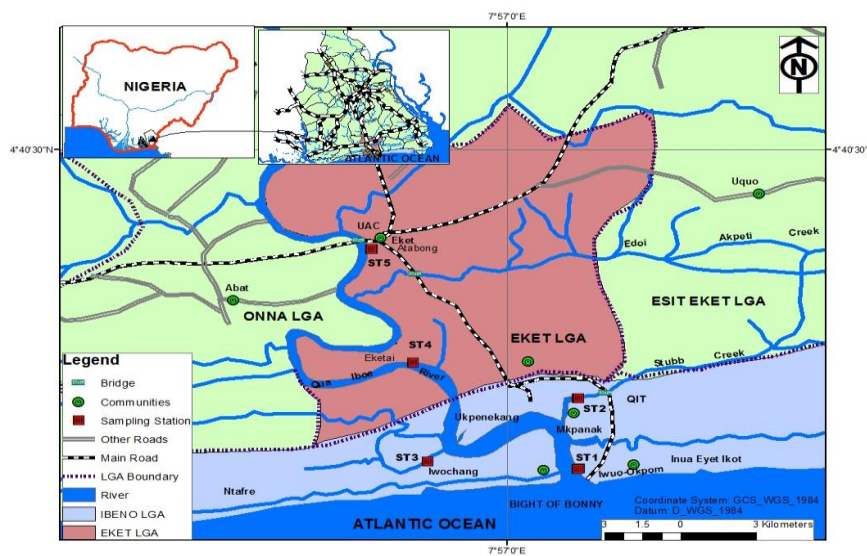 7°57'0"E
NIGERIA
ATLANTIC OCEAN
N
4°40'30"N
4°40'30"N
Uquo
UAC
Eket
Atabong
ST5
Edoi
Akpeti
Creek
Abat
ONNA LGA
ESIT EKET LGA
ST4
EKET LGA
Eketai
Qua Iboe River
Stubb Creek
Legend
Bridge
Communities
Sampling Station
Other Roads
Main Road
LGA Boundary
River
IBENO LGA
EKET LGA
QIT
ST2
Ukpenekang
Mkpanak
ST3
Iwochang
ST1
Inua Eyet Ikot
Iwuo-Okpom
Ntafre
BIGHT OF BONNY
Coordinate System: GCS_WGS_1984
Datum: D_WGS_1984
ATLANTIC OCEAN
3 1.5 0 3 Kilometers
7°57'0"E